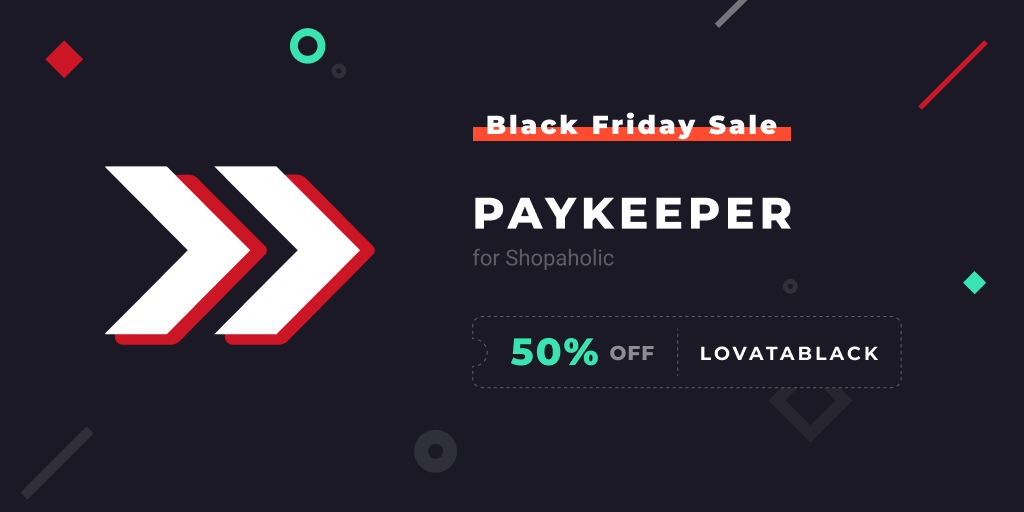 Black Friday Sale
PAYKEEPER
for Shopaholic
50% OFF LOVATABLACK